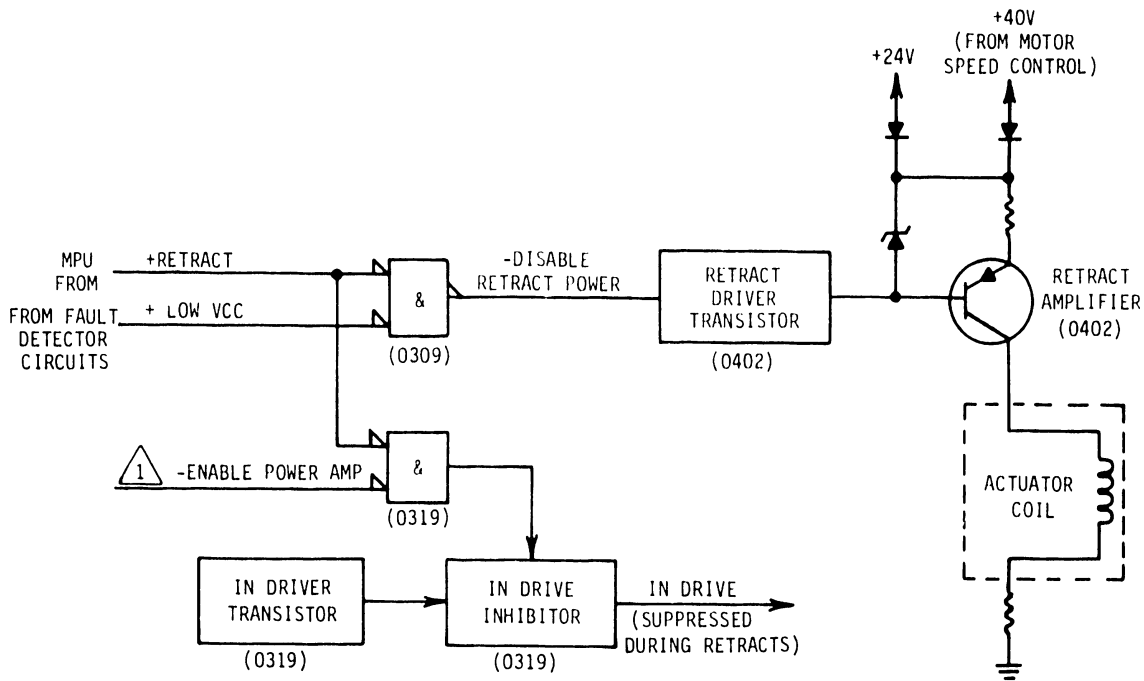 +40V
(FROM MOTOR
SPEED CONTROL)
+24V
MPU
FROM
+RETRACT
FROM FAULT
DETECTOR
CIRCUITS
+ LOW VCC
&
(0309)
-DISABLE
RETRACT POWER
RETRACT
DRIVER
TRANSISTOR
(0402)
RETRACT
AMPLIFIER
(0402)
1
-ENABLE POWER AMP
&
(0319)
ACTUATOR
COIL
IN DRIVER
TRANSISTOR
(0319)
IN DRIVE
INHIBITOR
(0319)
IN DRIVE
(SUPPRESSED
DURING RETRACTS)